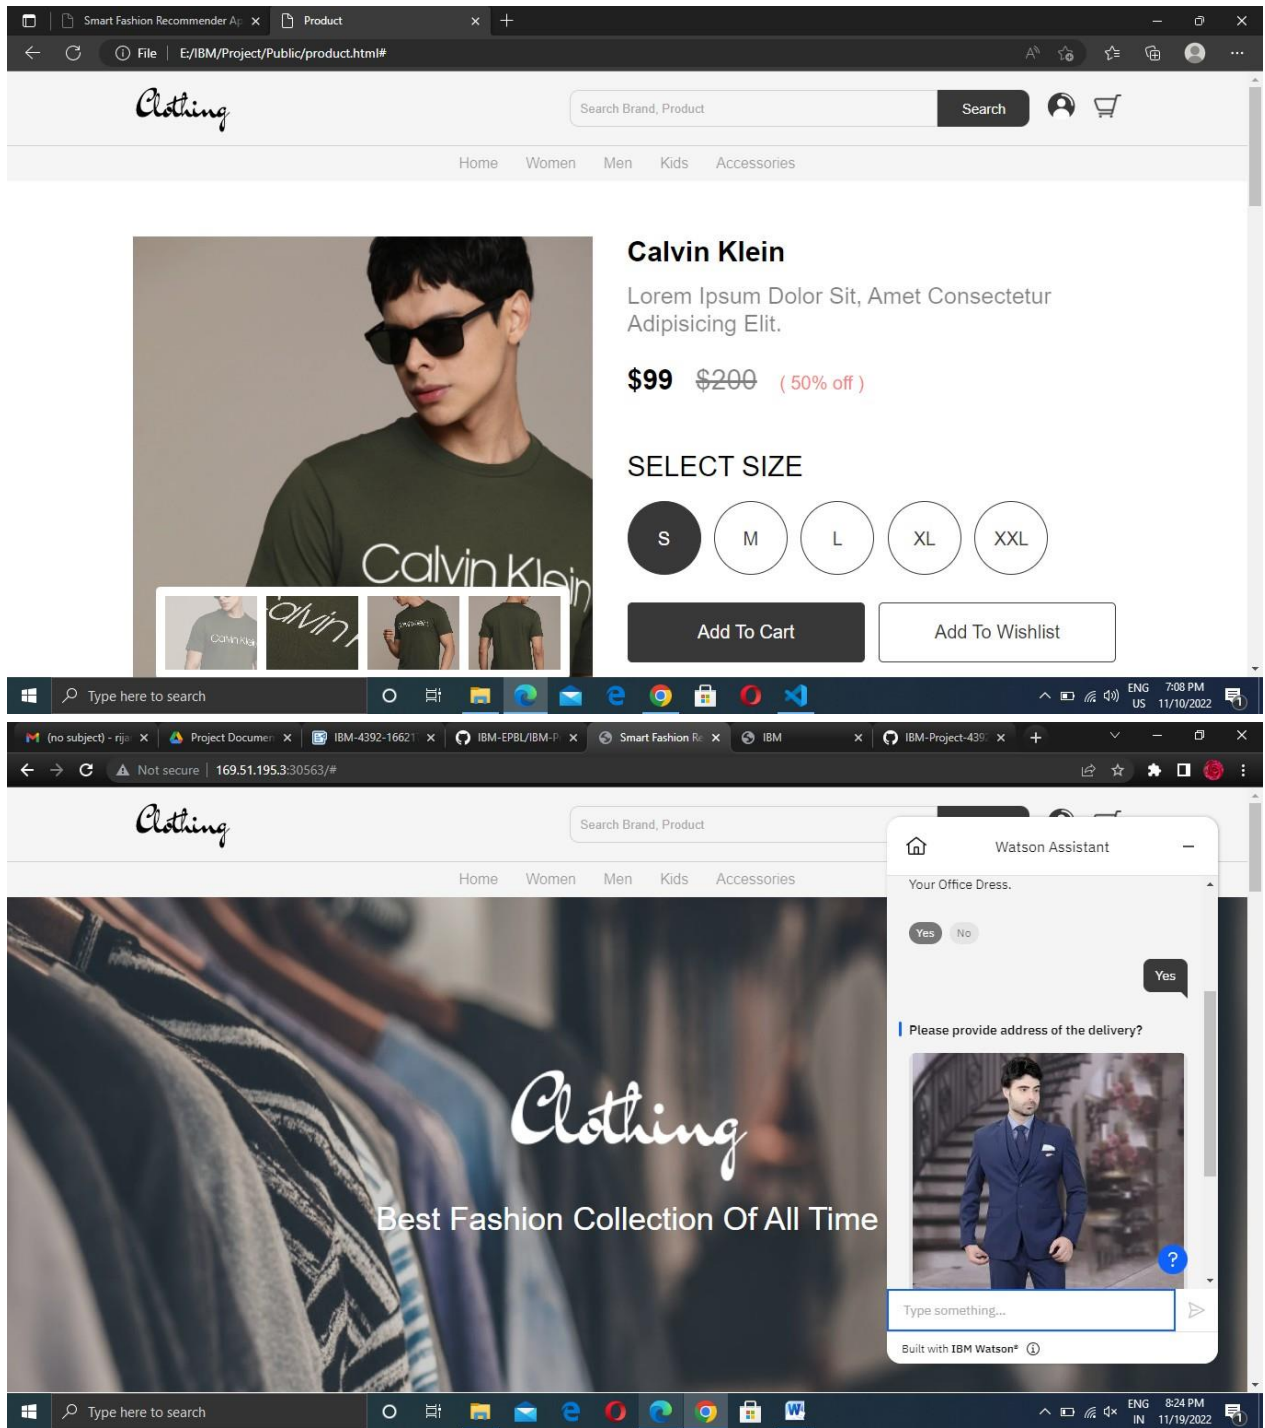 Smart Fashion Recommender Ap
Product
File
E:/IBM/Project/Public/product.html#
Clothing
Search Brand, Product
Search
Home Women Men Kids Accessories
Calvin Klein
Lorem Ipsum Dolor Sit, Amet Consectetur
Adipisicing Elit.
$99 $200 ( 50% off )
SELECT SIZE
S M L XL XXL
Add To Cart Add To Wishlist
Calvin Klein
Calvin Klei
Calvin
Type here to search
ENG 7:08 PM
US 11/10/2022
1
(no subject) - rija
Project Documen
IBM-4392-16621
IBM-EPBL/IBM-P
Smart Fashion Re
IBM
IBM-Project-439
Not secure
169.51.195.3:30563/#
Clothing
Search Brand, Product
Home Women Men Kids Accessories
Clothing
Best Fashion Collection Of All Time
Watson Assistant
Your Office Dress.
Yes No
Yes
Please provide address of the delivery?
?
Type something...
Built with IBM Watson®
Type here to search
ENG 8:24 PM
IN 11/19/2022
1